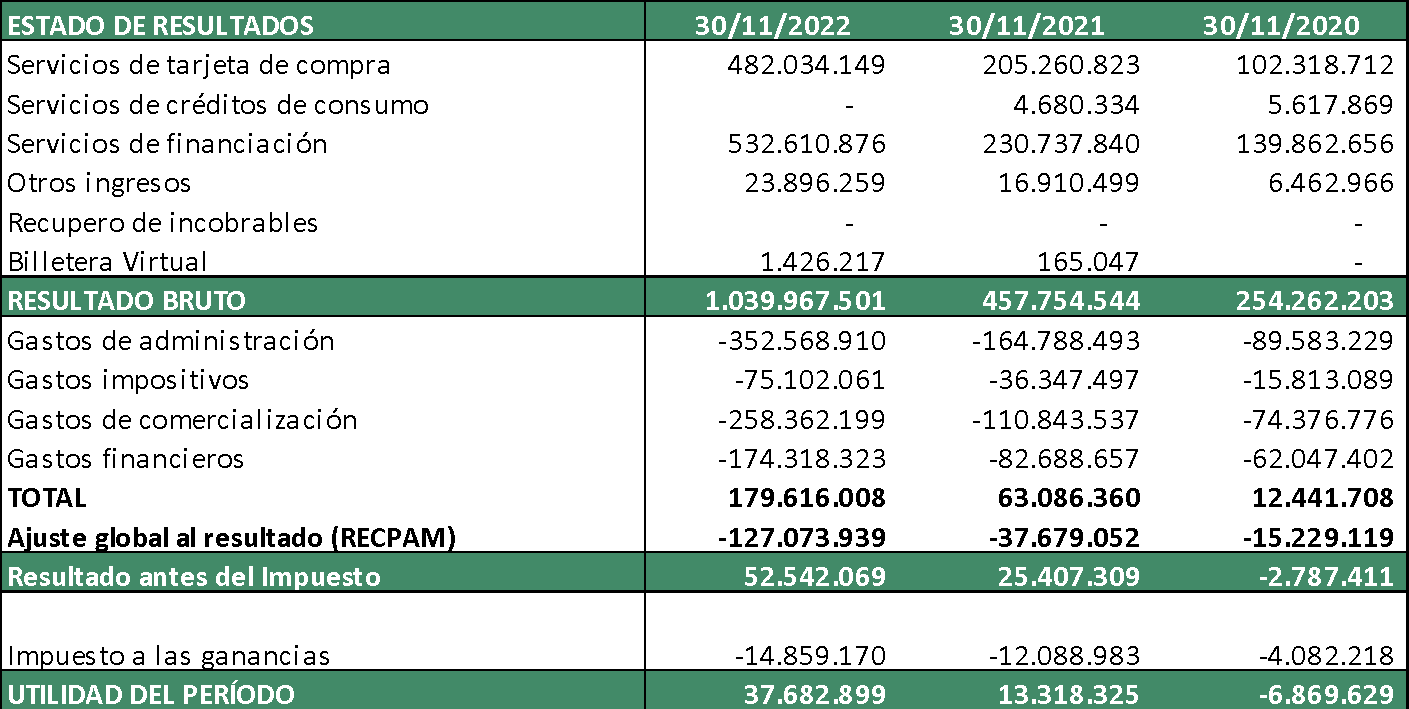 ESTADO DE RESULTADOS 30/11/2022 30/11/2021 30/11/2020
Servicios de tarjeta de compra 482.034.149 205.260.823 102.318.712
Servicios de créditos de consumo - 4.680.334 5.617.869
Servicios de financiación 532.610.876 230.737.840 139.862.656
Otros ingresos 23.896.259 16.910.499 6.462.966
Recupero de incobrables - - -
Billetera Virtual 1.426.217 165.047 -
RESULTADO BRUTO 1.039.967.501 457.754.544 254.262.203
Gastos de administración -352.568.910 -164.788.493 -89.583.229
Gastos impositivos -75.102.061 -36.347.497 -15.813.089
Gastos de comercialización -258.362.199 -110.843.537 -74.376.776
Gastos financieros -174.318.323 -82.688.657 -62.047.402
TOTAL 179.616.008 63.086.360 12.441.708
Ajuste global al resultado (RECPAM) -127.073.939 -37.679.052 -15.229.119
Resultado antes del Impuesto 52.542.069 25.407.309 -2.787.411
Impuesto a las ganancias -14.859.170 -12.088.983 -4.082.218
UTILIDAD DEL PERÍODO 37.682.899 13.318.325 -6.869.629